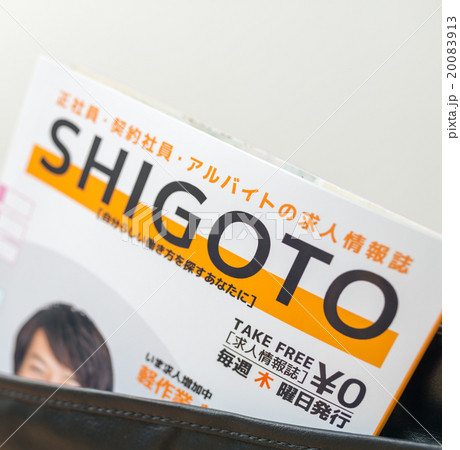 正社員・契約社員・アルバイトの求人情報誌
SHIGOTO
働き方を探すあなたに]
TAKE FREE
[求人情報誌]
¥0
毎週 木 曜日発行
いま求人増加中
軽作業
PIXTA
pixta.jp - 20083913